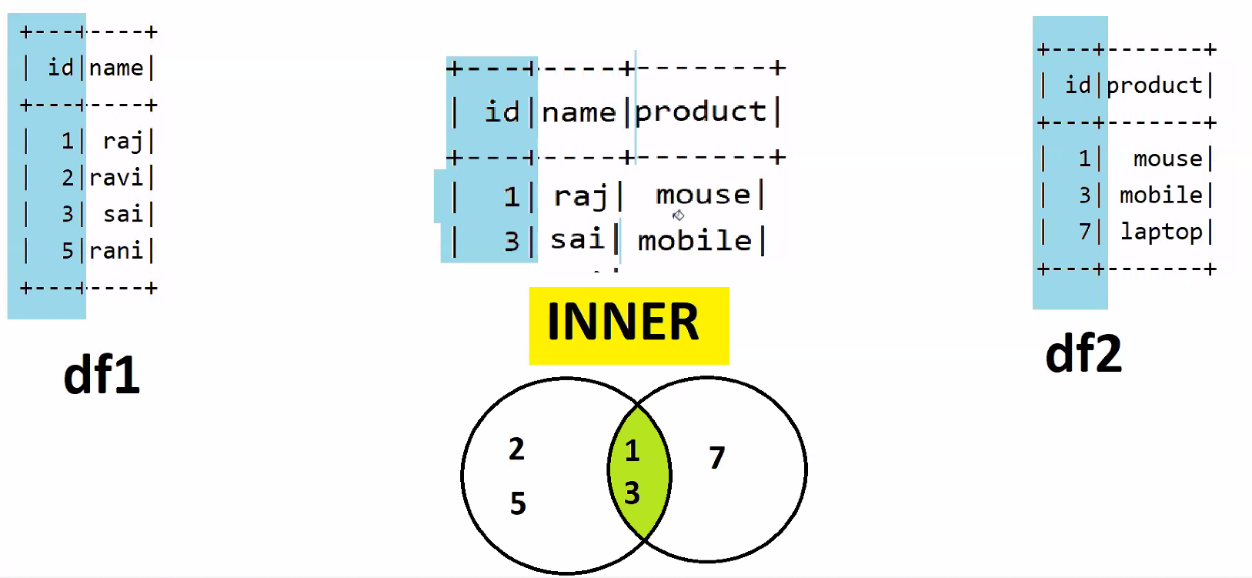 +----+----+
| id|name|
+----+----+
| 1| raj|
| 2|ravi|
| 3| sai|
| 5|rani|
+----+----+
df1
+----+----+-------+
| id|name|product|
+----+----+-------+
| 1| raj| mouse|
| 3| sai| mobile|
INNER
2
5
1
3
7
+---+-------+
| id|product|
+---+-------+
| 1| mouse|
| 3| mobile|
| 7| laptop|
+---+-------+
df2